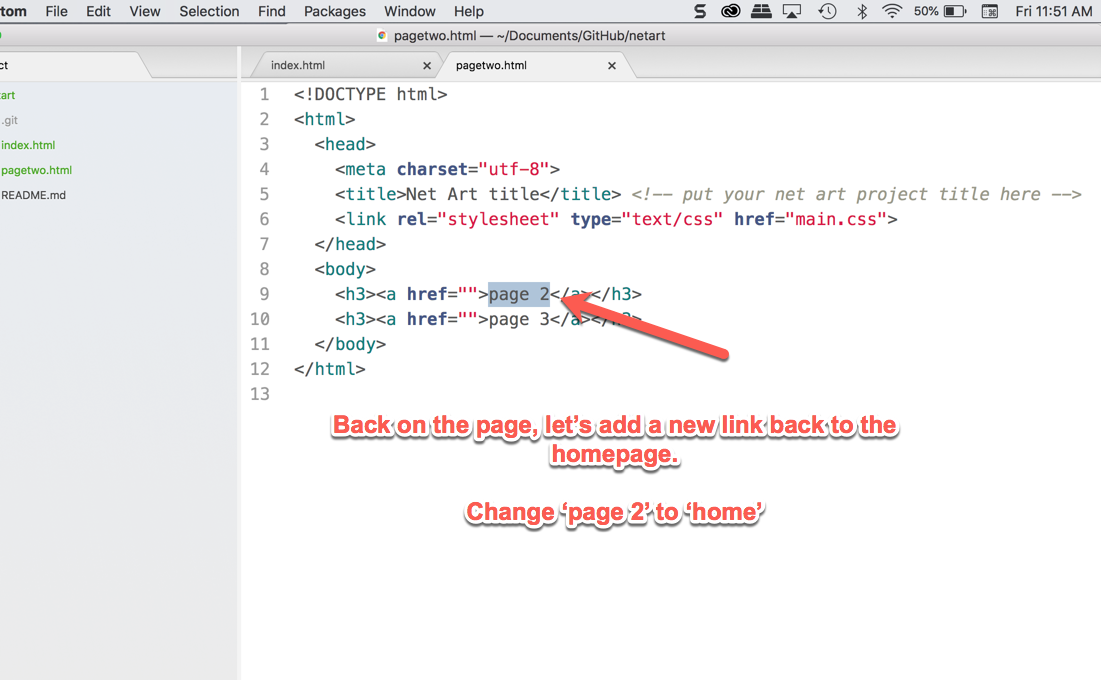 tom File Edit View Selection Find Packages Window Help 50% Fri 11:51 AM
pagetwo.html — ~/Documents/GitHub/netart
ct index.html × pagetwo.html ×
art
.git
index.html
pagetwo.html
README.md
1 <!DOCTYPE html>
2 <html>
3 <head>
4 <meta charset="utf-8">
5 <title>Net Art title</title> <!-- put your net art project title here -->
6 <link rel="stylesheet" type="text/css" href="main.css">
7 </head>
8 <body>
9 <h3><a href="">page 2</a></h3>
10 <h3><a href="">page 3</a></h3>
11 </body>
12 </html>
13
Back on the page, let's add a new link back to the
homepage.
Change ‘page 2’ to ‘home’